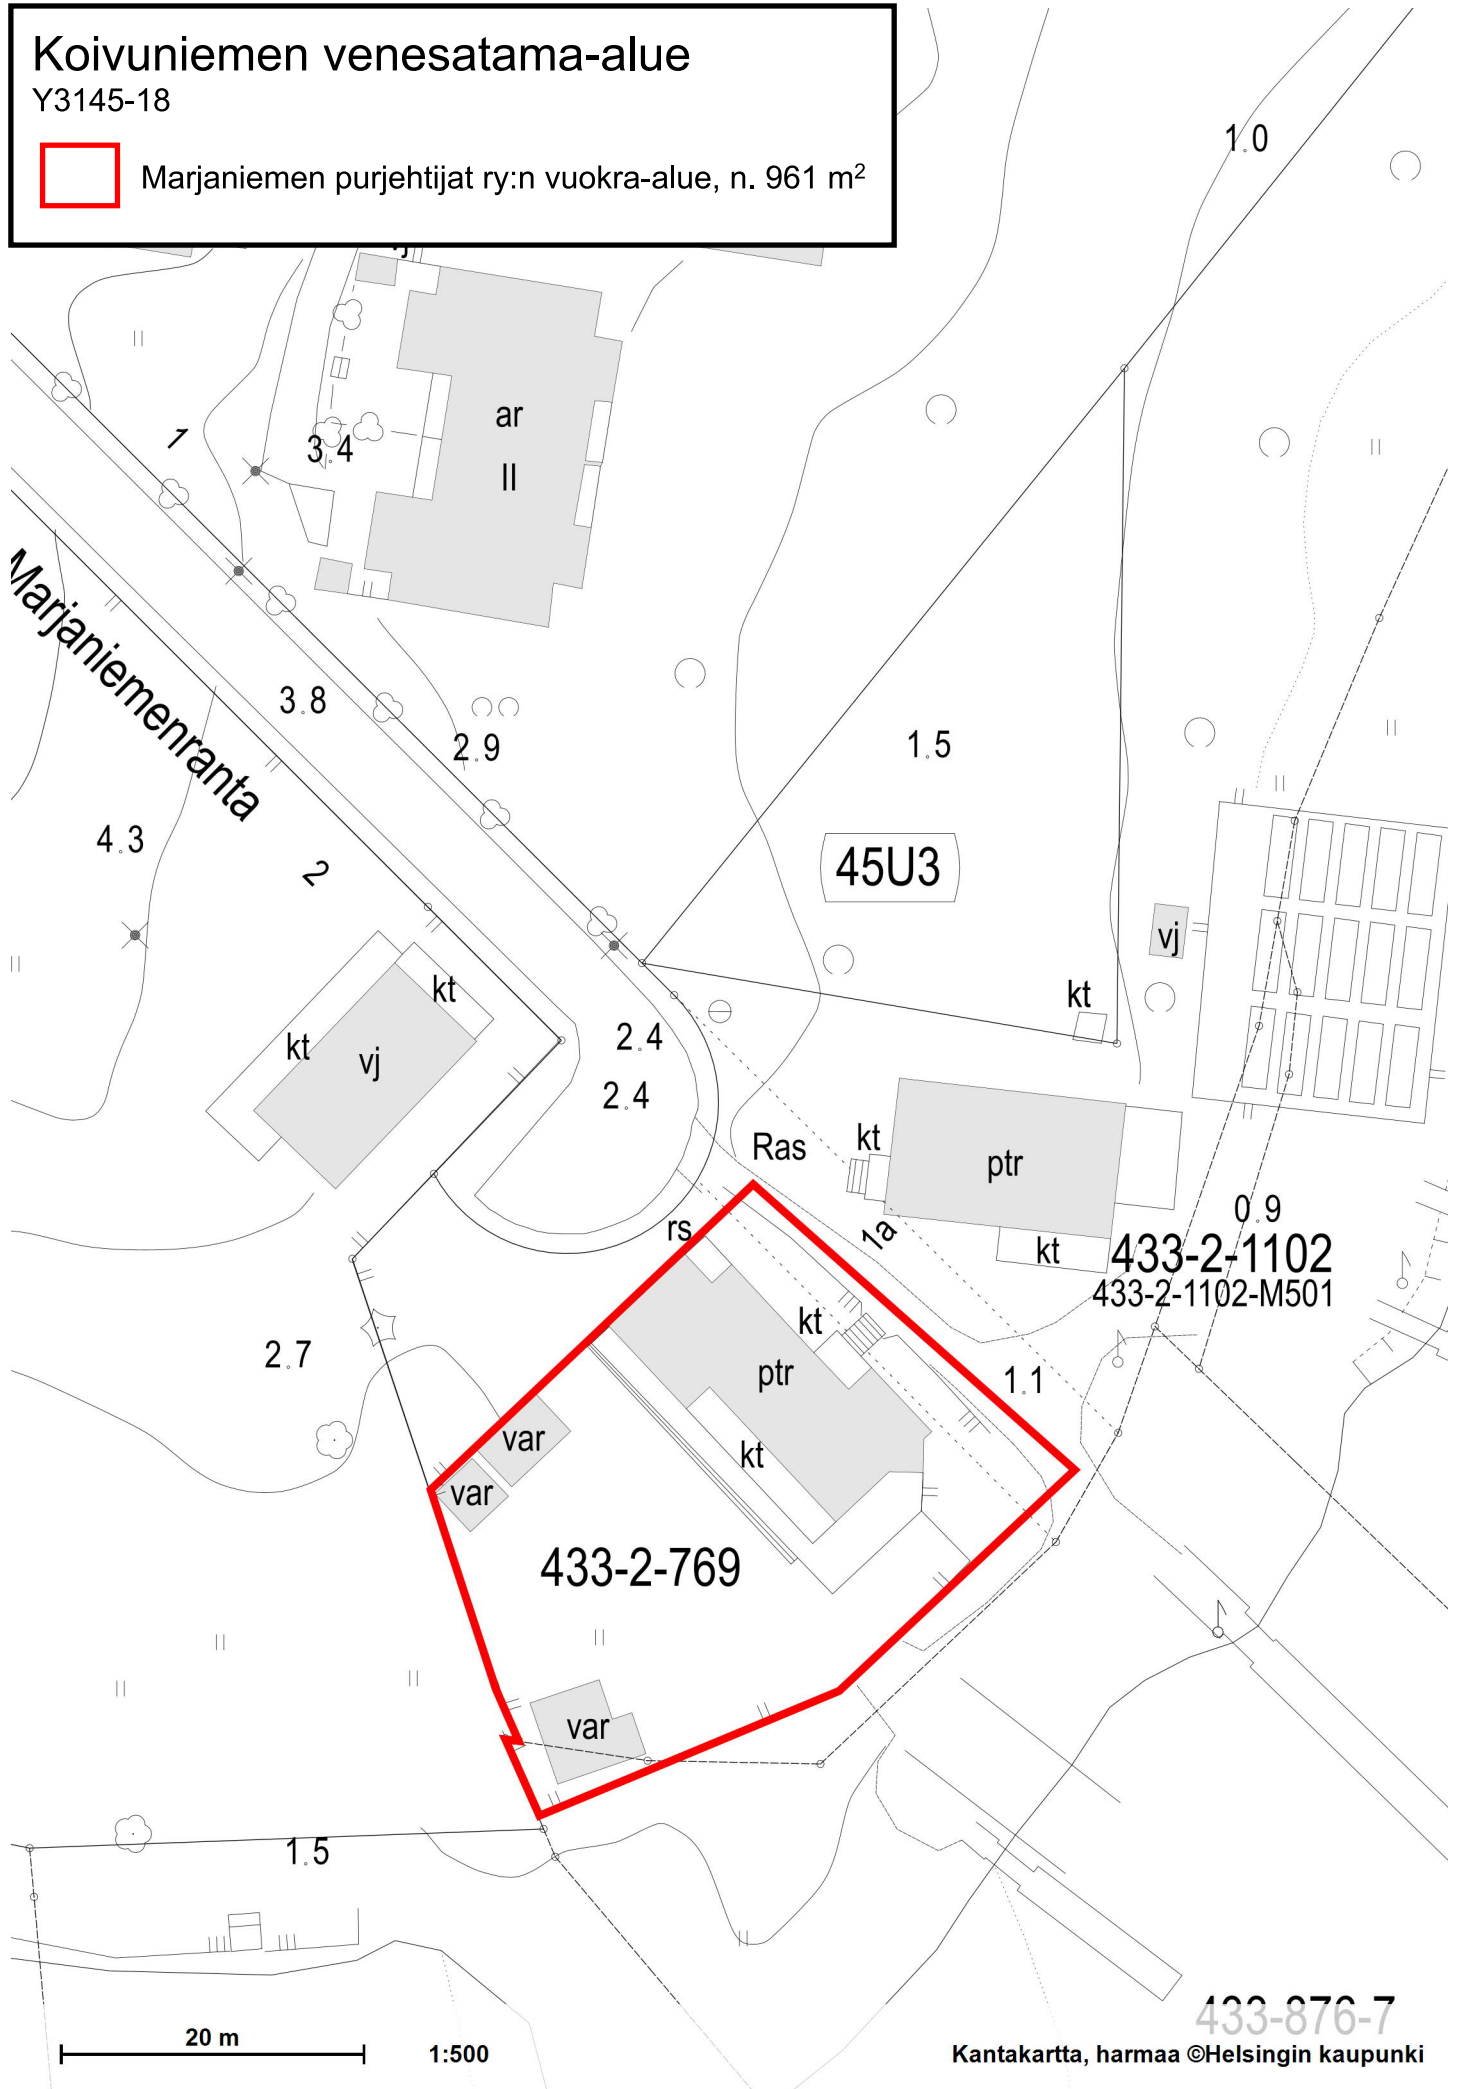 Koivuniemen venesatama-alue
Y3145-18
Marjaniemen purjehtijat ry:n vuokra-alue, n. 961 m²
1.0
ar
II
1
3.4
Marjaniemenranta
3.8
2.9
1.5
4.3
2
45U3
vj
kt
kt
kt
vj
2.4
2.4
Ras
kt
ptr
1a
0.9
rs
kt
433-2-1102
433-2-1102-M501
kt
2.7
ptr
1.1
var
kt
var
433-2-769
var
1.5
433-876-7
20 m
1:500
Kantakartta, harmaa ©Helsingin kaupunki